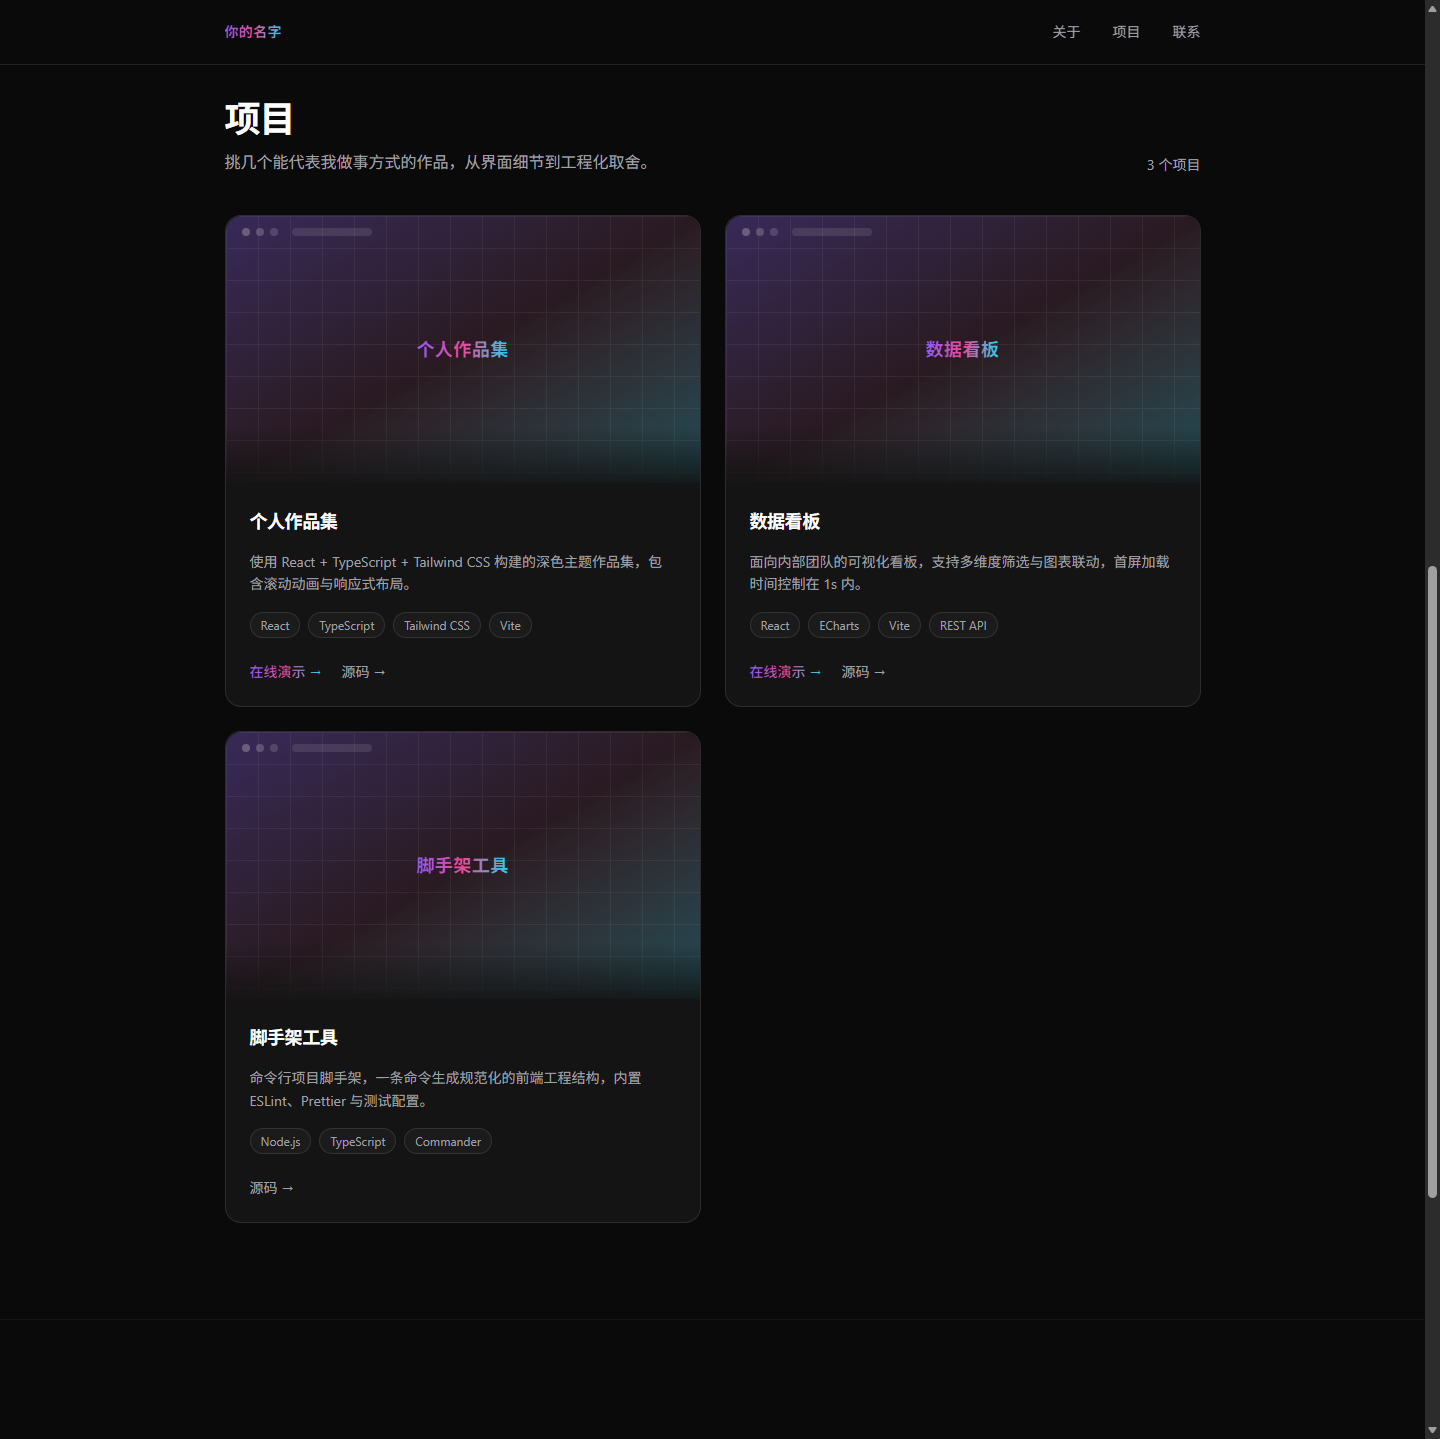 你的名字
关于 项目 联系
项目
挑几个能代表我做事方式的作品，从界面细节到工程化取舍。
3 个项目
个人作品集
个人作品集
使用 React + TypeScript + Tailwind CSS 构建的深色主题作品集，包
含滚动动画与响应式布局。
React TypeScript Tailwind CSS Vite
在线演示 → 源码 →
数据看板
数据看板
面向内部团队的可视化看板，支持多维度筛选与图表联动，首屏加载
时间控制在 1s 内。
React ECharts Vite REST API
在线演示 → 源码 →
脚手架工具
脚手架工具
命令行项目脚手架，一条命令生成规范化的前端工程结构，内置
ESLint、Prettier 与测试配置。
Node.js TypeScript Commander
源码 →